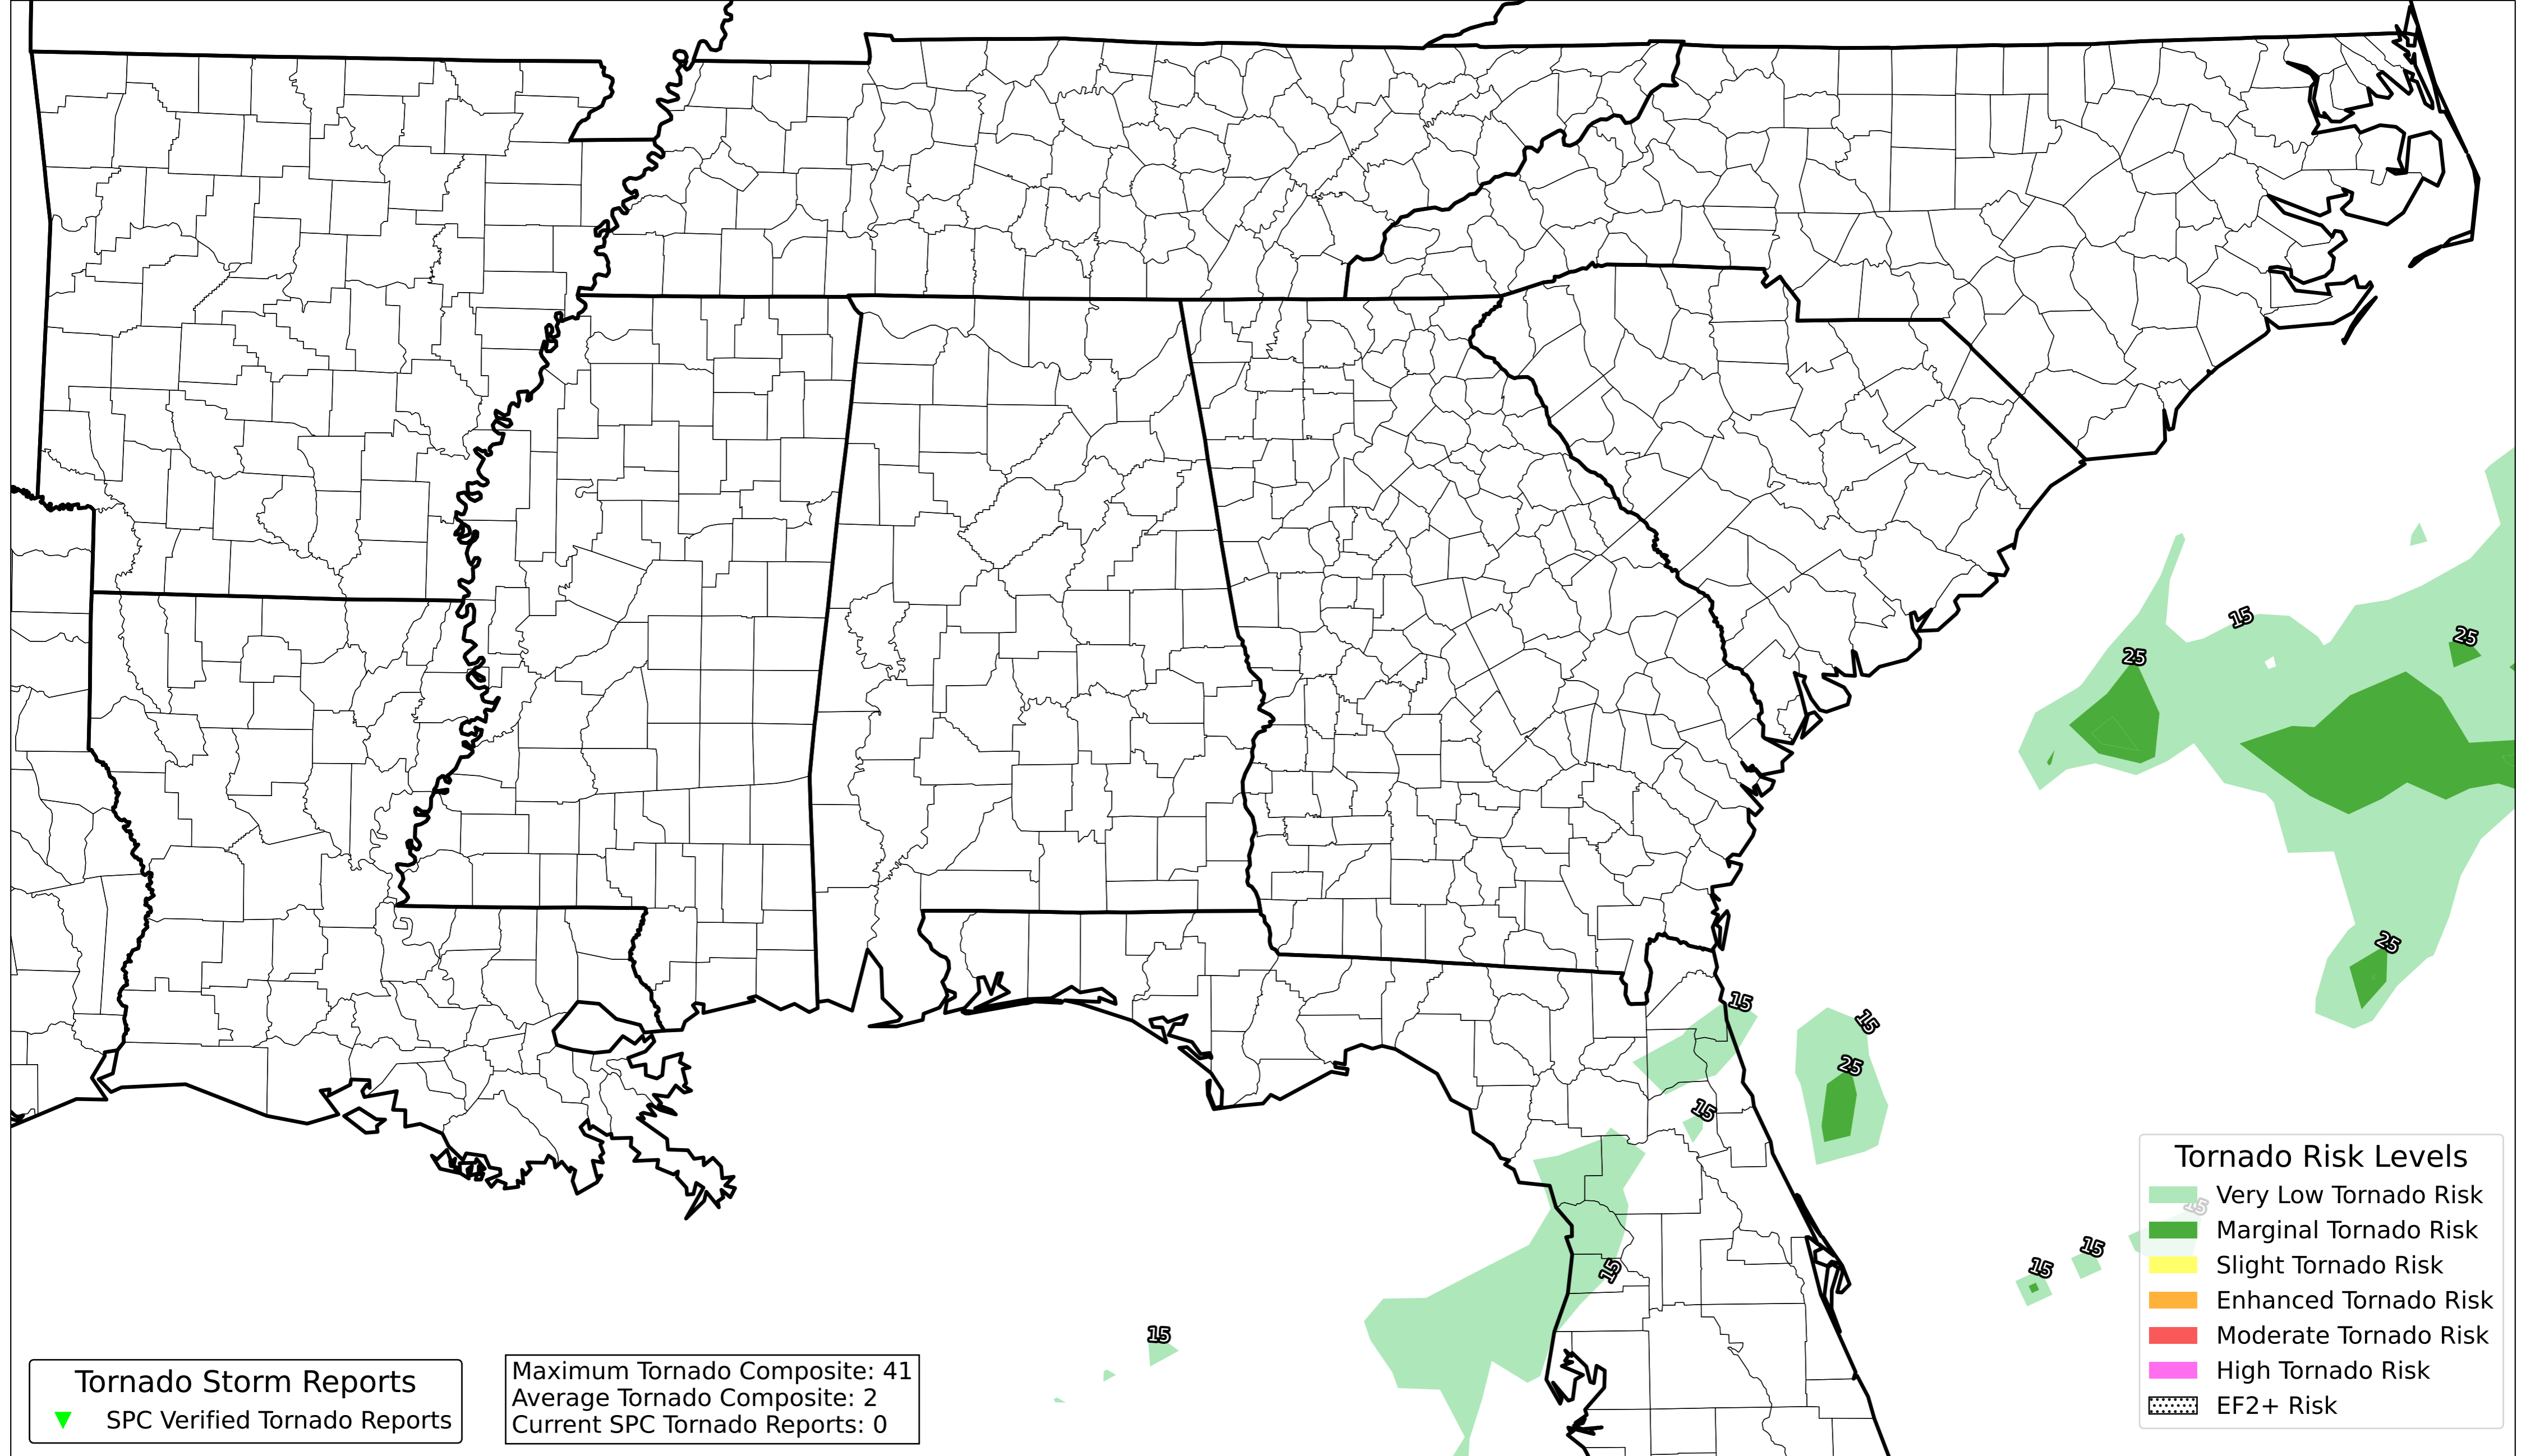 15
25
25
25
15
15
25
15
15
15
15
15
15
Tornado Risk Levels
Very Low Tornado Risk
Marginal Tornado Risk
Slight Tornado Risk
Enhanced Tornado Risk
Moderate Tornado Risk
High Tornado Risk
EF2+ Risk
Tornado Storm Reports
SPC Verified Tornado Reports
Maximum Tornado Composite: 41
Average Tornado Composite: 2
Current SPC Tornado Reports: 0